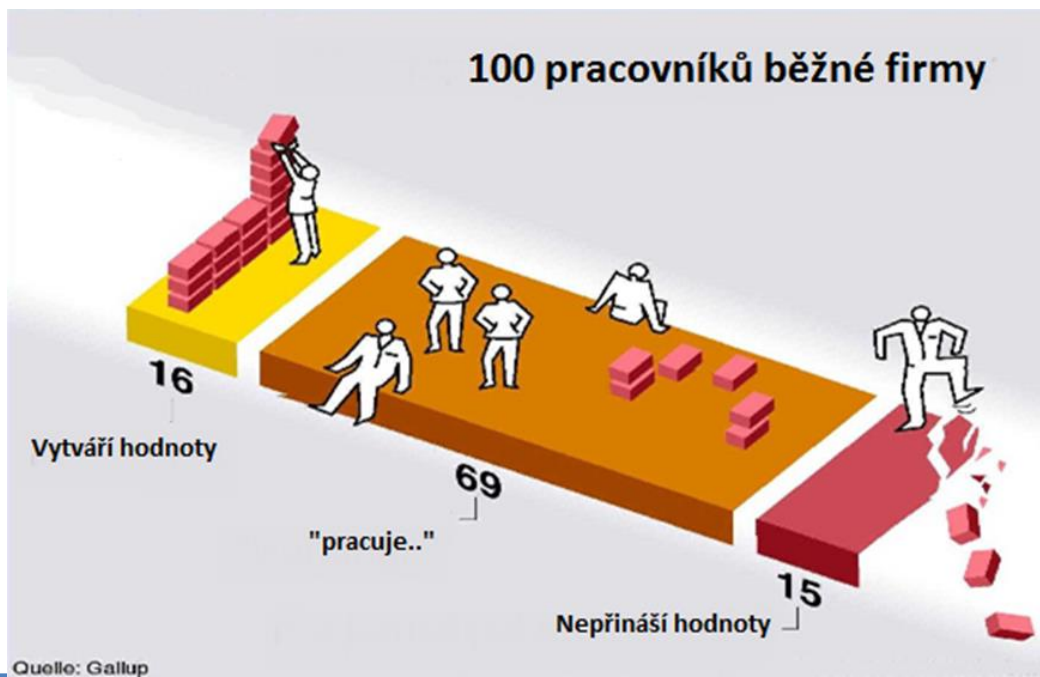 100 pracovníků běžné firmy
16
Vytváří hodnoty
69
"pracuje.."
15
Nepřináší hodnoty
Quelle: Gallup